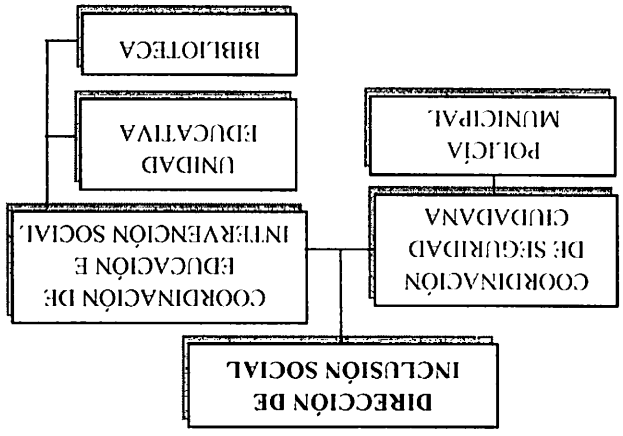 DIRECCIÓN DE
INCLUSIÓN SOCIAL
COORDINACIÓN
DE SEGURIDAD
CIUDADANA
POLICÍA
MUNICIPAL
COORDINACIÓN DE
EDUCACIÓN E
INTERVENCIÓN SOCIAL
UNIDAD
EDUCATIVA
BIBLIOTECA